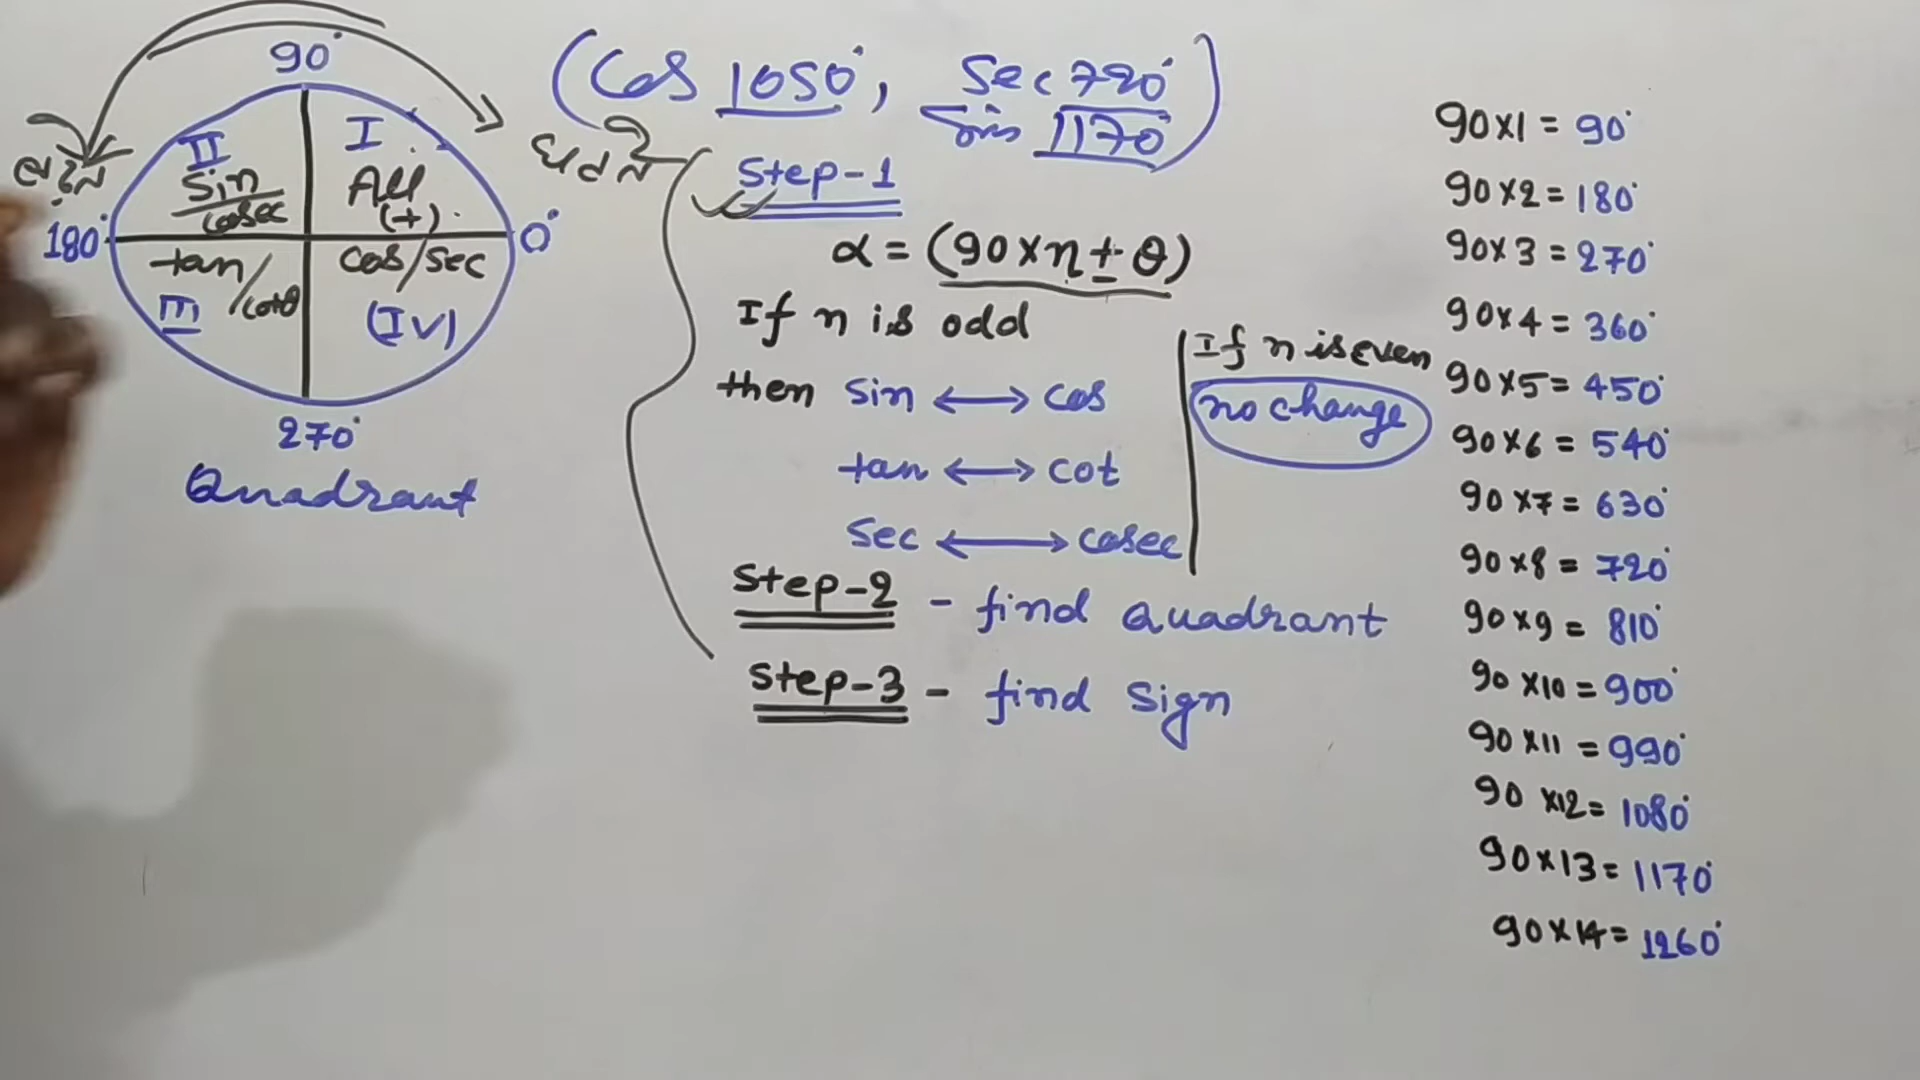 90°
II
I
Sin/cosec
All
(+)
180°
0°
tan/cotθ
cos/sec
III
(IV)
270°
Quadrant
(Cos 1050°, Sec 720°
Sin 1170°)
Step-1
α = (90×n±θ)
If n is odd
then Sin ⟷ cos
tan ⟷ cot
Sec ⟷ cosec
If n is even
no change
Step-2 - find Quadrant
Step-3 - find Sign
90×1 = 90°
90×2 = 180°
90×3 = 270°
90×4 = 360°
90×5 = 450°
90×6 = 540°
90×7 = 630°
90×8 = 720°
90×9 = 810°
90×10 = 900°
90×11 = 990°
90×12 = 1080°
90×13 = 1170°
90×14 = 1260°